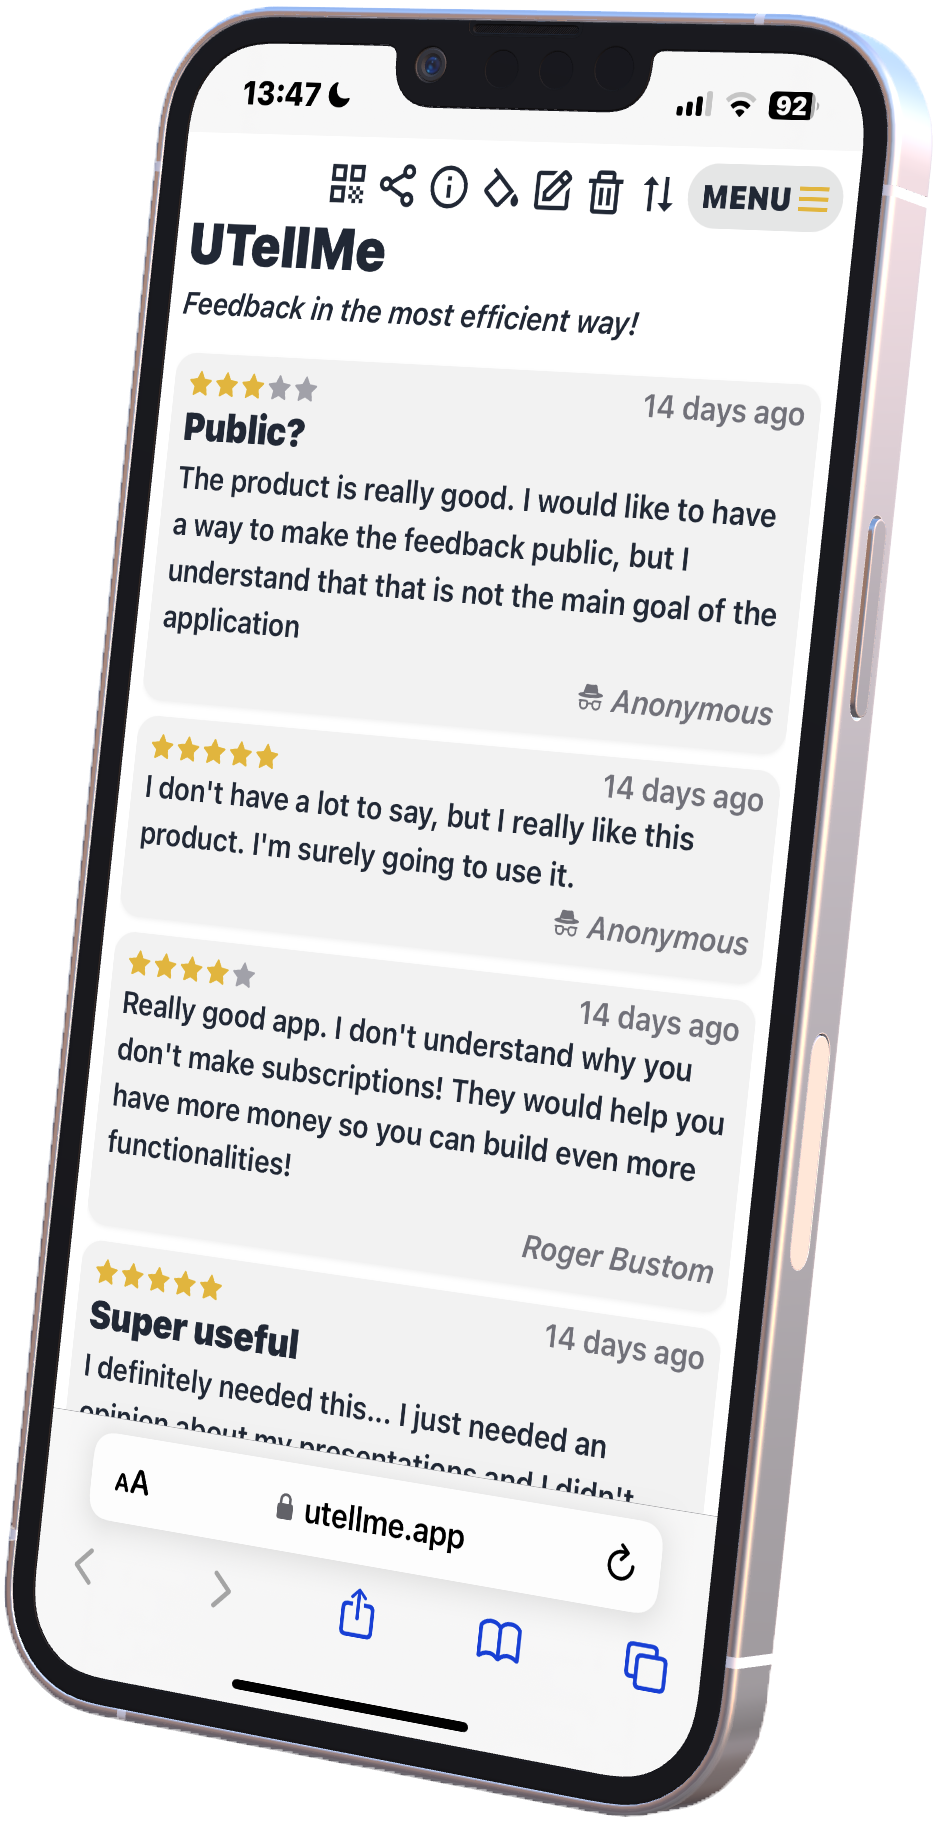 13:47
92
MENU
UTellMe
Feedback in the most efficient way!
14 days ago
Public?
The product is really good. I would like to have
a way to make the feedback public, but I
understand that that is not the main goal of the
application
Anonymous
14 days ago
I don't have a lot to say, but I really like this
product. I'm surely going to use it.
Anonymous
14 days ago
Really good app. I don't understand why you
don't make subscriptions! They would help you
have more money so you can build even more
functionalities!
Roger Bustom
14 days ago
Super useful
I definitely needed this... I just needed an
opinion about my presentations and I didn't
AA
utellme.app